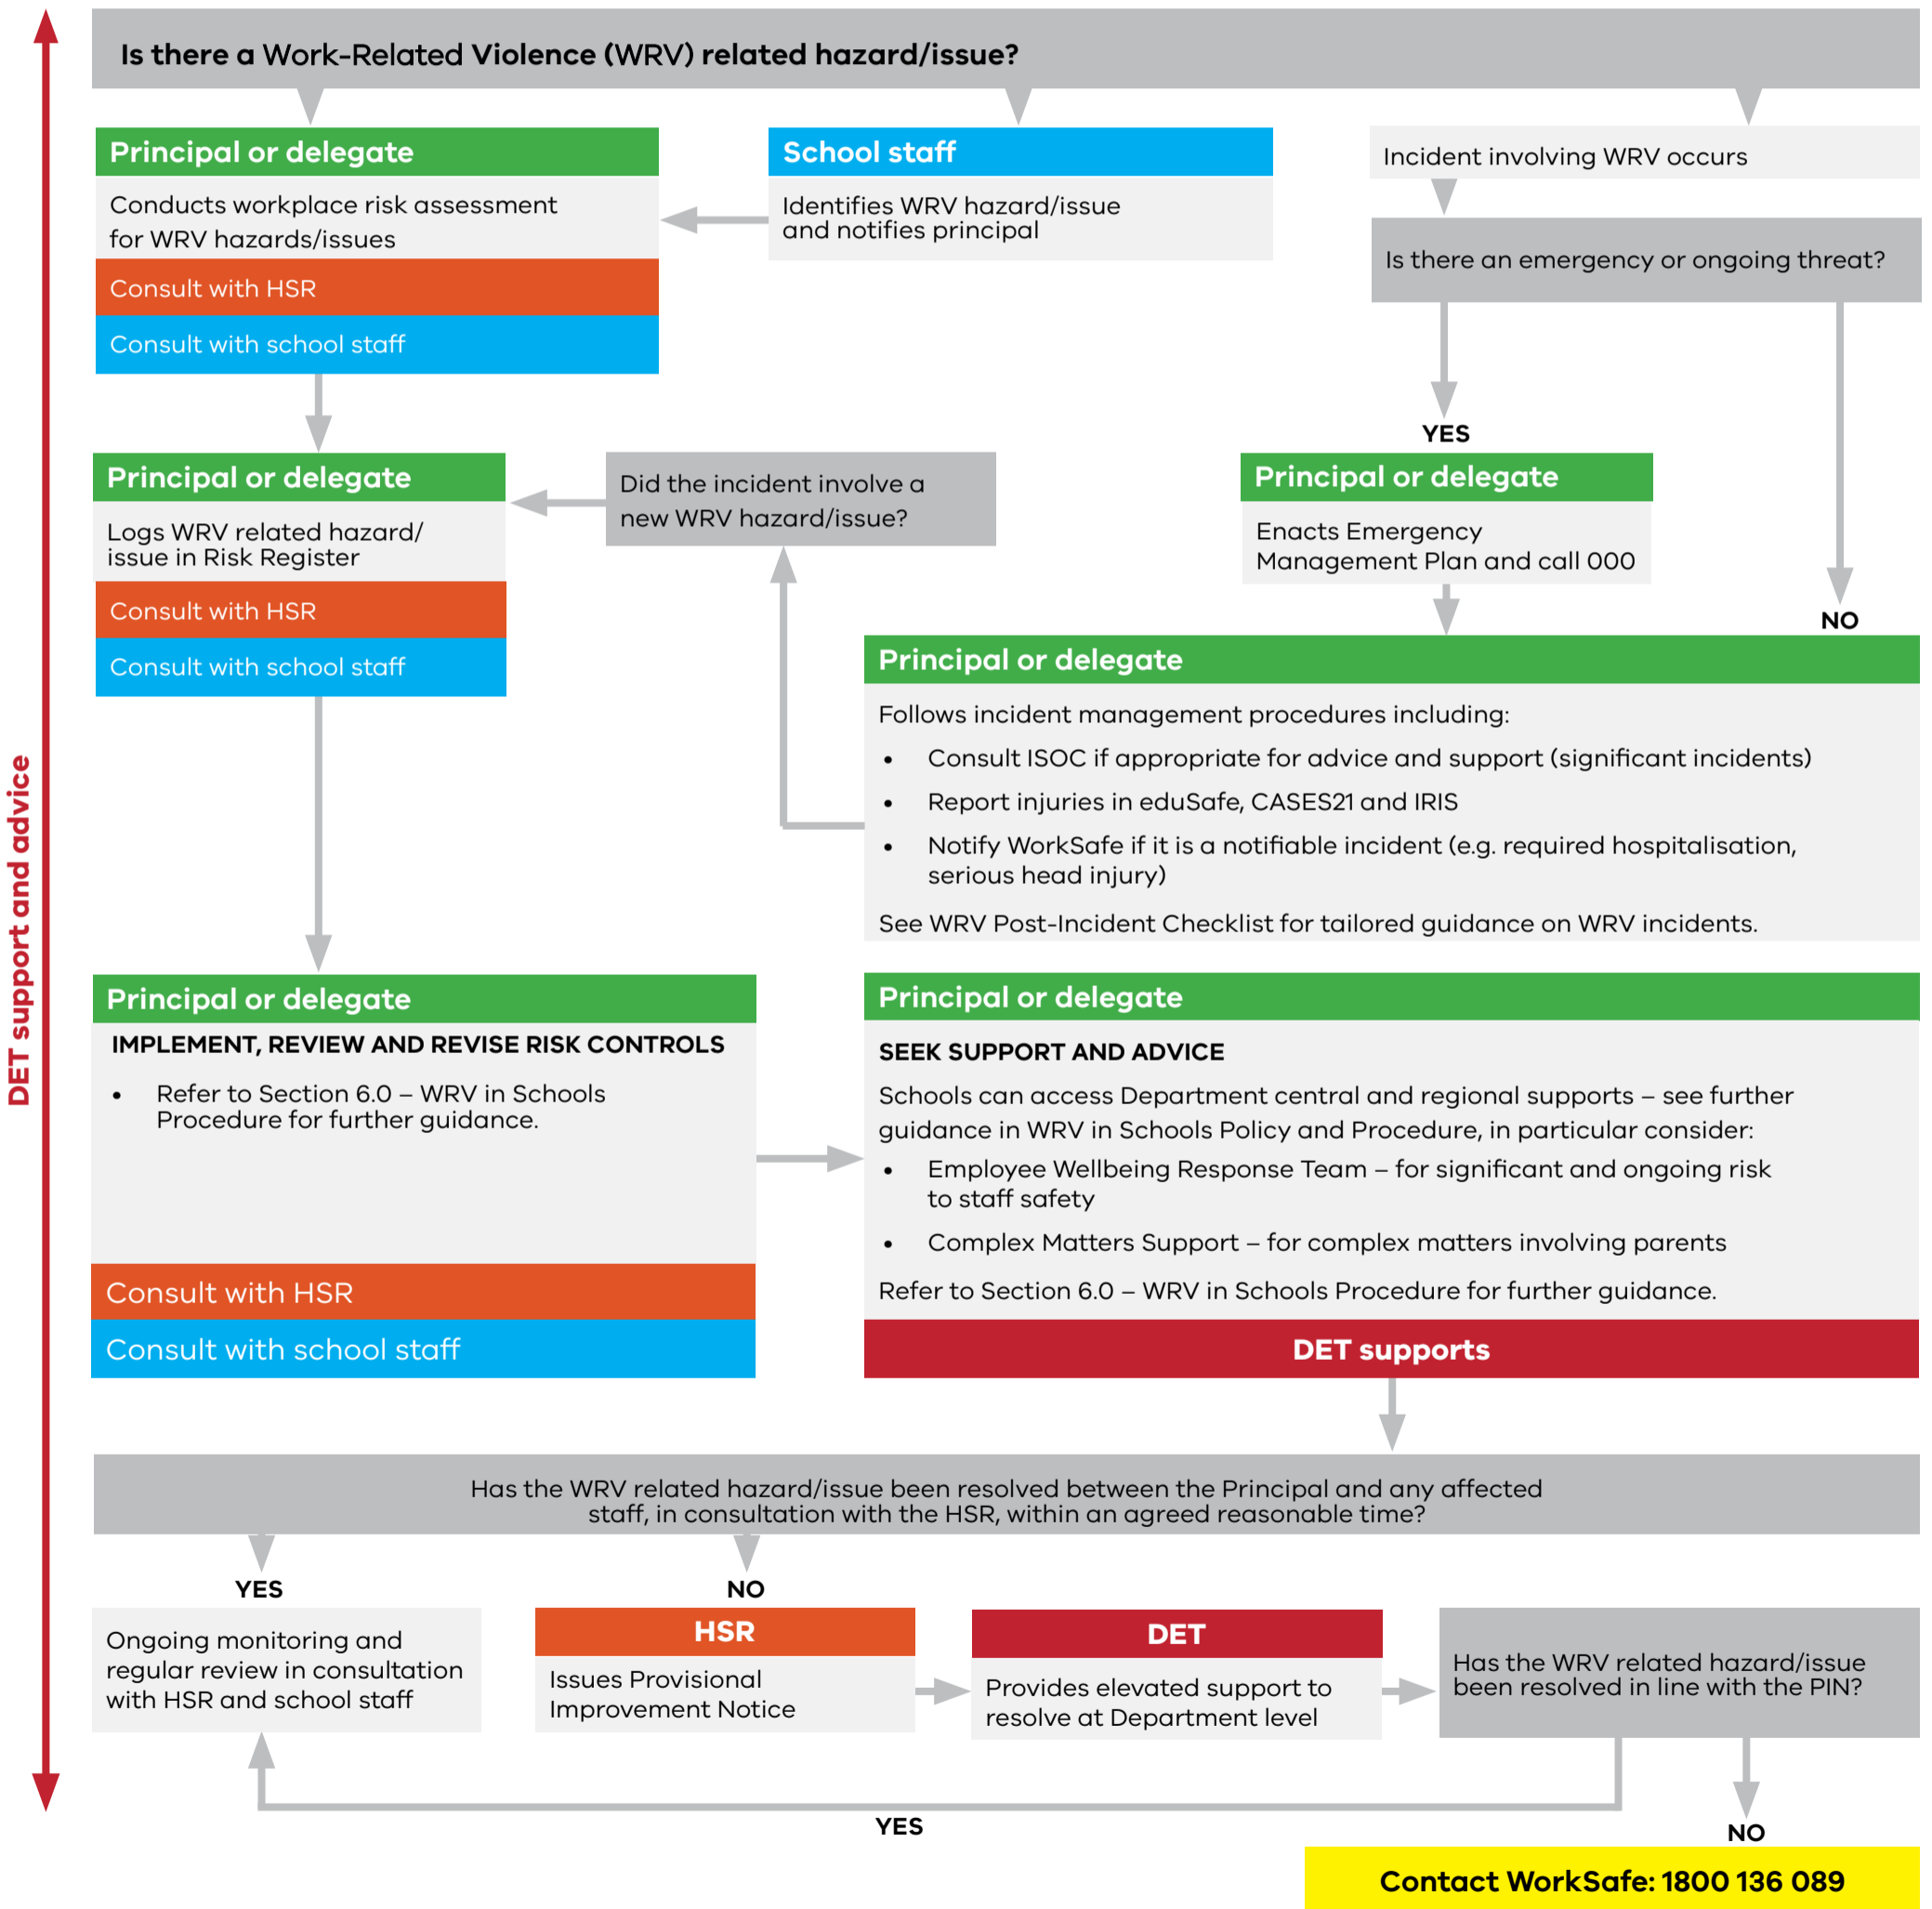 Is there a Work-Related Violence (WRV) related hazard/issue?
Principal or delegate
Conducts workplace risk assessment
for WRV hazards/issues
Consult with HSR
Consult with school staff
School staff
Identifies WRV hazard/issue
and notifies principal
Incident involving WRV occurs
Is there an emergency or ongoing threat?
YES
NO
Principal or delegate
Logs WRV related hazard/
issue in Risk Register
Consult with HSR
Consult with school staff
Did the incident involve a
new WRV hazard/issue?
Principal or delegate
Enacts Emergency
Management Plan and call 000
Principal or delegate
Follows incident management procedures including:
• Consult ISOC if appropriate for advice and support (significant incidents)
• Report injuries in eduSafe, CASES21 and IRIS
• Notify WorkSafe if it is a notifiable incident (e.g. required hospitalisation,
serious head injury)
See WRV Post-Incident Checklist for tailored guidance on WRV incidents.
DET support and advice
Principal or delegate
IMPLEMENT, REVIEW AND REVISE RISK CONTROLS
• Refer to Section 6.0 – WRV in Schools
Procedure for further guidance.
Consult with HSR
Consult with school staff
Principal or delegate
SEEK SUPPORT AND ADVICE
Schools can access Department central and regional supports – see further
guidance in WRV in Schools Policy and Procedure, in particular consider:
• Employee Wellbeing Response Team – for significant and ongoing risk
to staff safety
• Complex Matters Support – for complex matters involving parents
Refer to Section 6.0 – WRV in Schools Procedure for further guidance.
DET supports
Has the WRV related hazard/issue been resolved between the Principal and any affected
staff, in consultation with the HSR, within an agreed reasonable time?
YES
NO
Ongoing monitoring and
regular review in consultation
with HSR and school staff
HSR
Issues Provisional
Improvement Notice
DET
Provides elevated support to
resolve at Department level
Has the WRV related hazard/issue
been resolved in line with the PIN?
YES
NO
Contact WorkSafe: 1800 136 089